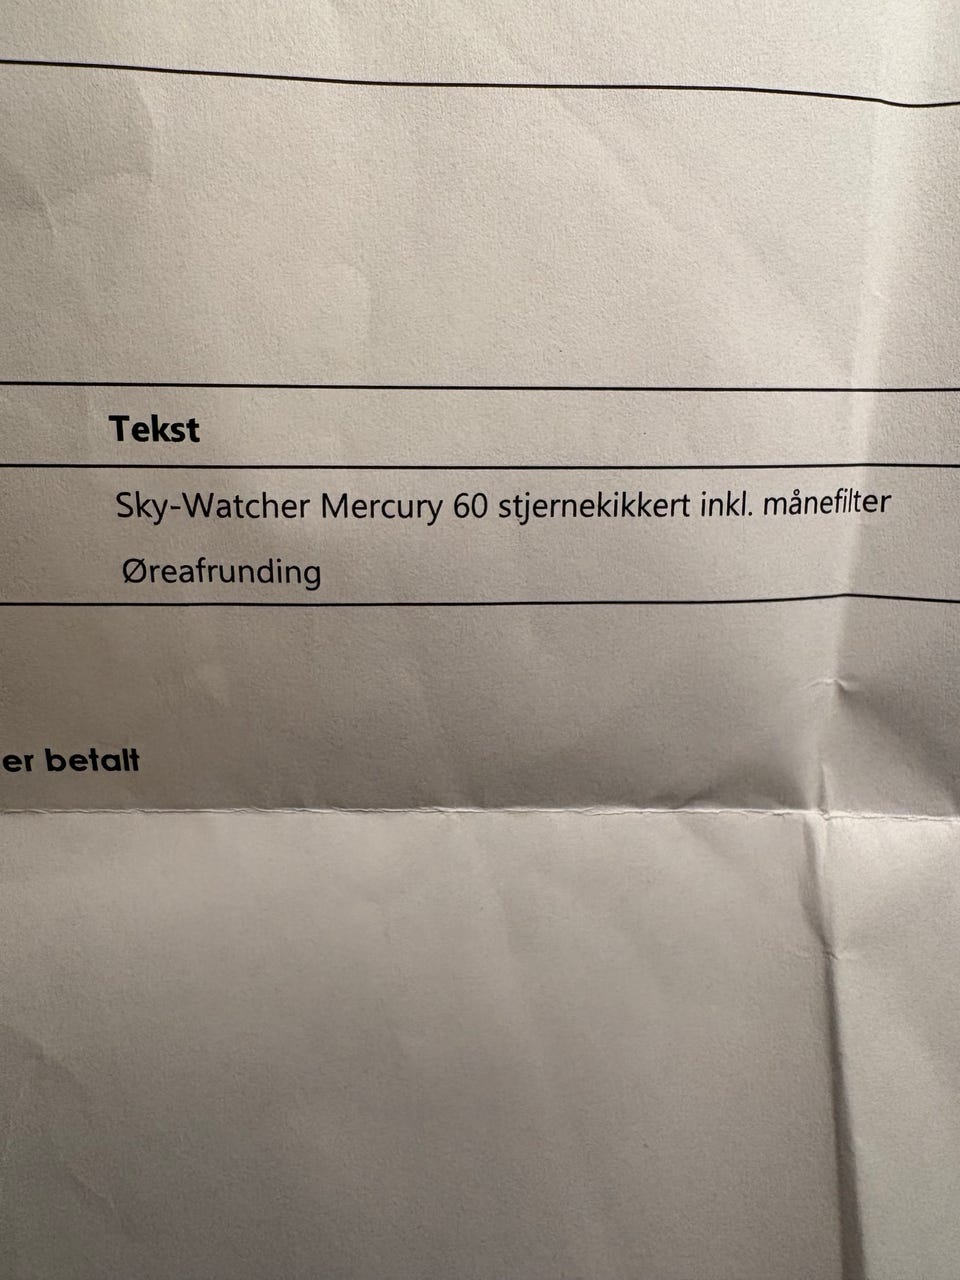 Tekst
Sky-Watcher Mercury 60 stjernekikkert inkl. månefilter
Øreafrunding
er betalt